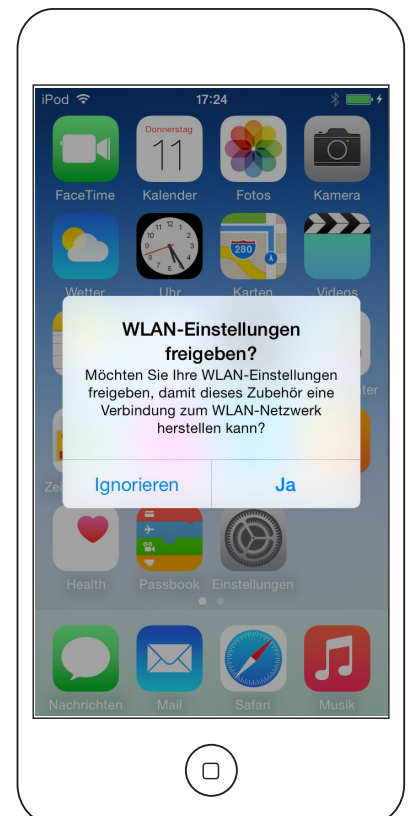 iPod 17:24
Donnerstag
11
12
FaceTime Kalender Fotos Kamera
280
Wetter Uhr Karten Videos
WLAN-Einstellungen
freigeben?
Möchten Sie Ihre WLAN-Einstellungen
freigeben, damit dieses Zubehör eine
Verbindung zum WLAN-Netzwerk
herstellen kann?
Ignorieren Ja
Health Passbook Einstellungen
Nachrichten Mail Safari Musik